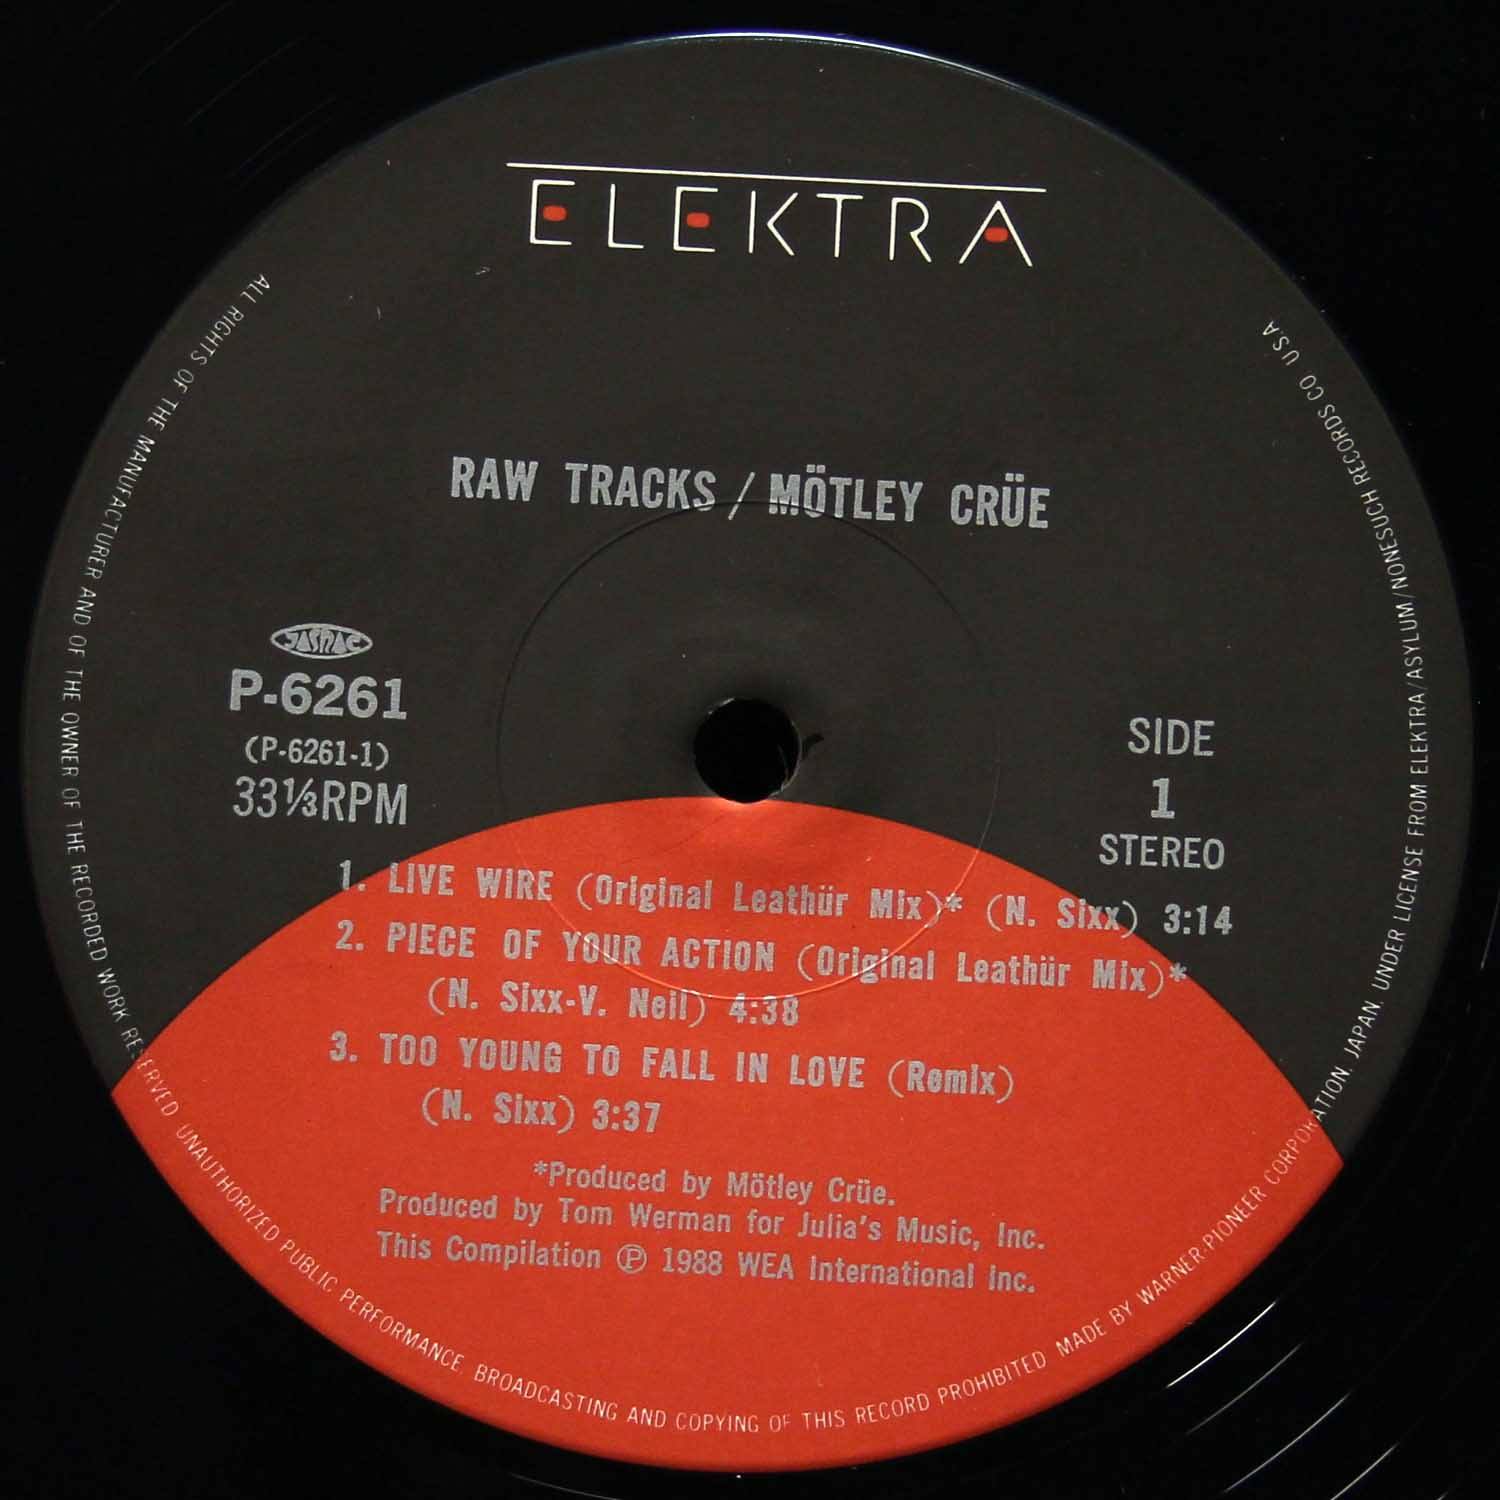 ELEKTRA
RAW TRACKS / MÖTLEY CRÜE
JASRAC
P-6261
(P-6261-1)
33⅓RPM
SIDE
1
STEREO
1. LIVE WIRE (Original Leathür Mix)* (N. Sixx) 3:14
2. PIECE OF YOUR ACTION (Original Leathür Mix)*
(N. Sixx-V. Neil) 4:38
3. TOO YOUNG TO FALL IN LOVE (Remix)
(N. Sixx) 3:37
*Produced by Mötley Crüe.
Produced by Tom Werman for Julia's Music, Inc.
This Compilation ℗ 1988 WEA International Inc.
ALL RIGHTS OF THE MANUFACTURER AND OF THE OWNER OF THE RECORDED WORK RESERVED UNAUTHORIZED PUBLIC PERFORMANCE, BROADCASTING AND COPYING OF THIS RECORD PROHIBITED MADE BY WARNER-PIONEER CORPORATION, JAPAN, UNDER LICENSE FROM ELEKTRA/ASYLUM/NONESUCH RECORDS CO U.S.A